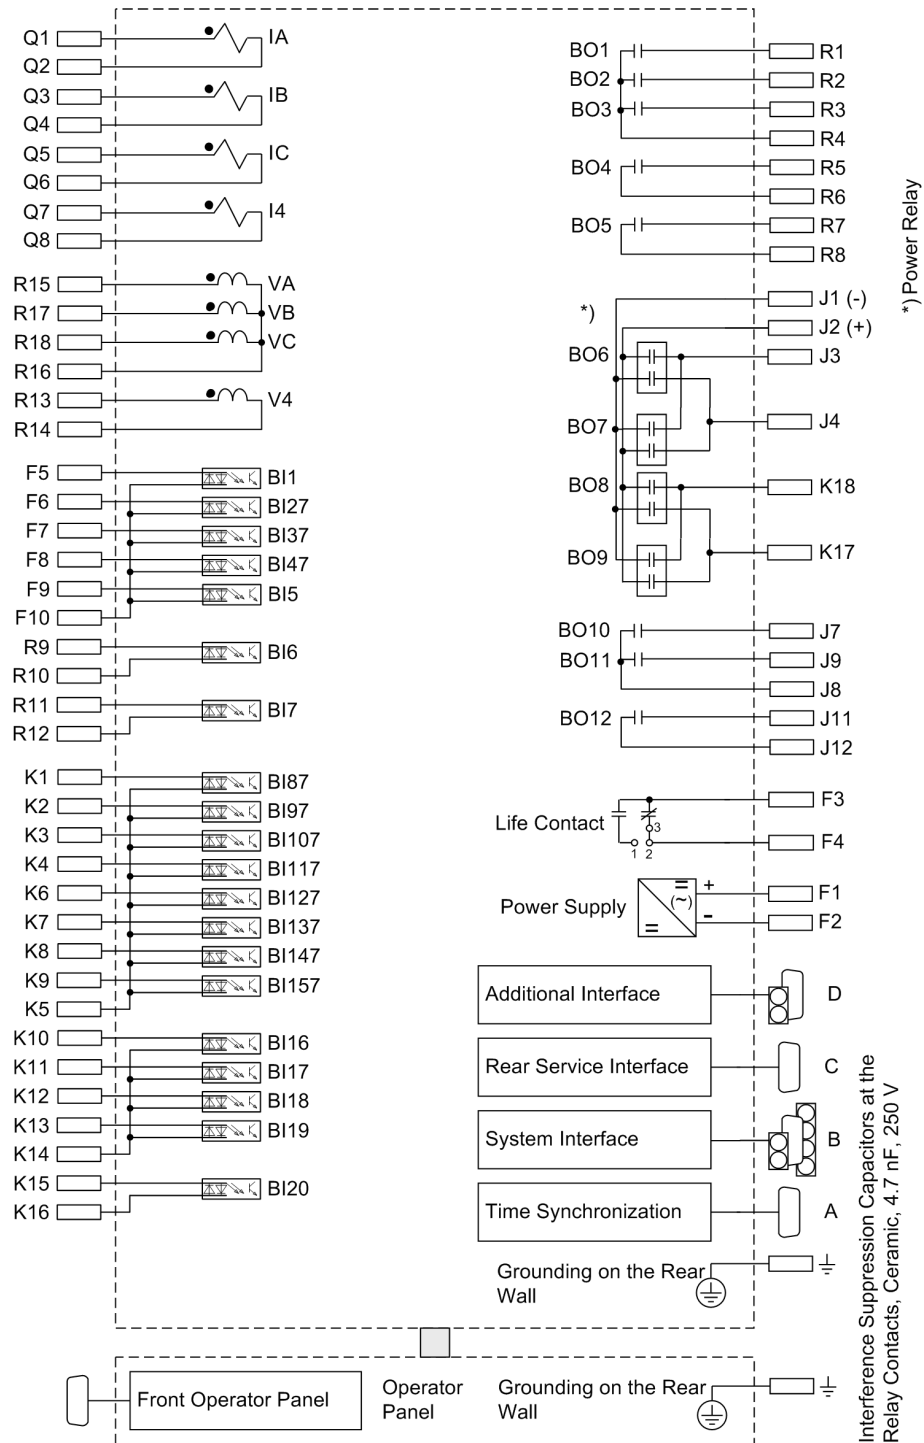 Q1
IA
Q2
Q3
IB
Q4
Q5
IC
Q6
Q7
I4
Q8
R15
VA
R17
VB
R18
VC
R16
R13
V4
R14
F5
BI1
F6
BI27
F7
BI37
F8
BI47
F9
BI5
F10
R9
BI6
R10
R11
BI7
R12
K1
BI87
K2
BI97
K3
BI107
K4
BI117
K6
BI127
K7
BI137
K8
BI147
K9
BI157
K5
K10
BI16
K11
BI17
K12
BI18
K13
BI19
K14
K15
BI20
K16
BO1
R1
BO2
R2
BO3
R3
R4
BO4
R5
R6
BO5
R7
R8
*) Power Relay
J1 (-)
*)
J2 (+)
BO6
J3
BO7
J4
BO8
K18
BO9
K17
BO10
J7
BO11
J9
J8
BO12
J11
J12
F3
Life Contact
3
1 2
F4
Power Supply
=
(~)
=
+
-
F1
F2
Additional Interface
D
Rear Service Interface
C
System Interface
B
Time Synchronization
A
Grounding on the Rear
Wall
Interference Suppression Capacitors at the
Relay Contacts, Ceramic, 4.7 nF, 250 V
Front Operator Panel
Operator
Panel
Grounding on the Rear
Wall